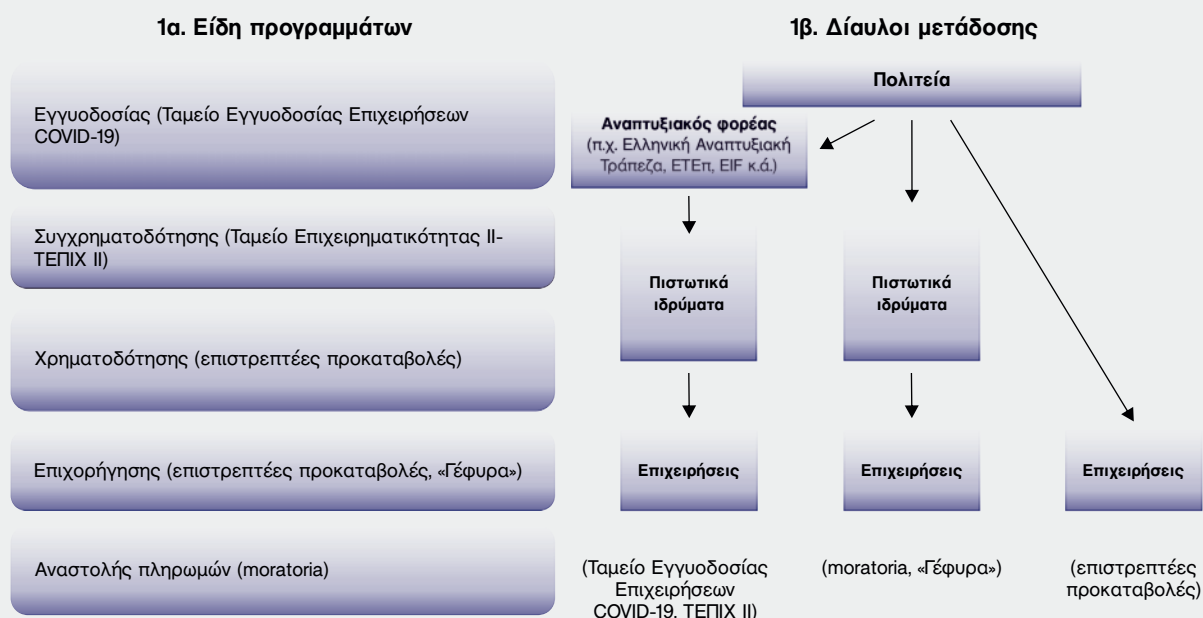 1α. Είδη προγραμμάτων
Εγγυοδοσίας (Ταμείο Εγγυοδοσίας Επιχειρήσεων
COVID-19)
Συγχρηματοδότησης (Ταμείο Επιχειρηματικότητας ΙΙ-
ΤΕΠΙΧ ΙΙ)
Χρηματοδότησης (επιστρεπτέες προκαταβολές)
Επιχορήγησης (επιστρεπτέες προκαταβολές, «Γέφυρα»)
Αναστολής πληρωμών (moratoria)
1β. Δίαυλοι μετάδοσης
Πολιτεία
Αναπτυξιακός φορέας
(π.χ. Ελληνική Αναπτυξιακή
Τράπεζα, ΕΤΕπ, EIF κ.ά.)
Πιστωτικά
ιδρύματα
Πιστωτικά
ιδρύματα
Επιχειρήσεις
Επιχειρήσεις
Επιχειρήσεις
(Ταμείο Εγγυοδοσίας
Επιχειρήσεων
COVID-19, ΤΕΠΙΧ ΙΙ)
(moratoria, «Γέφυρα»)
(επιστρεπτέες
προκαταβολές)